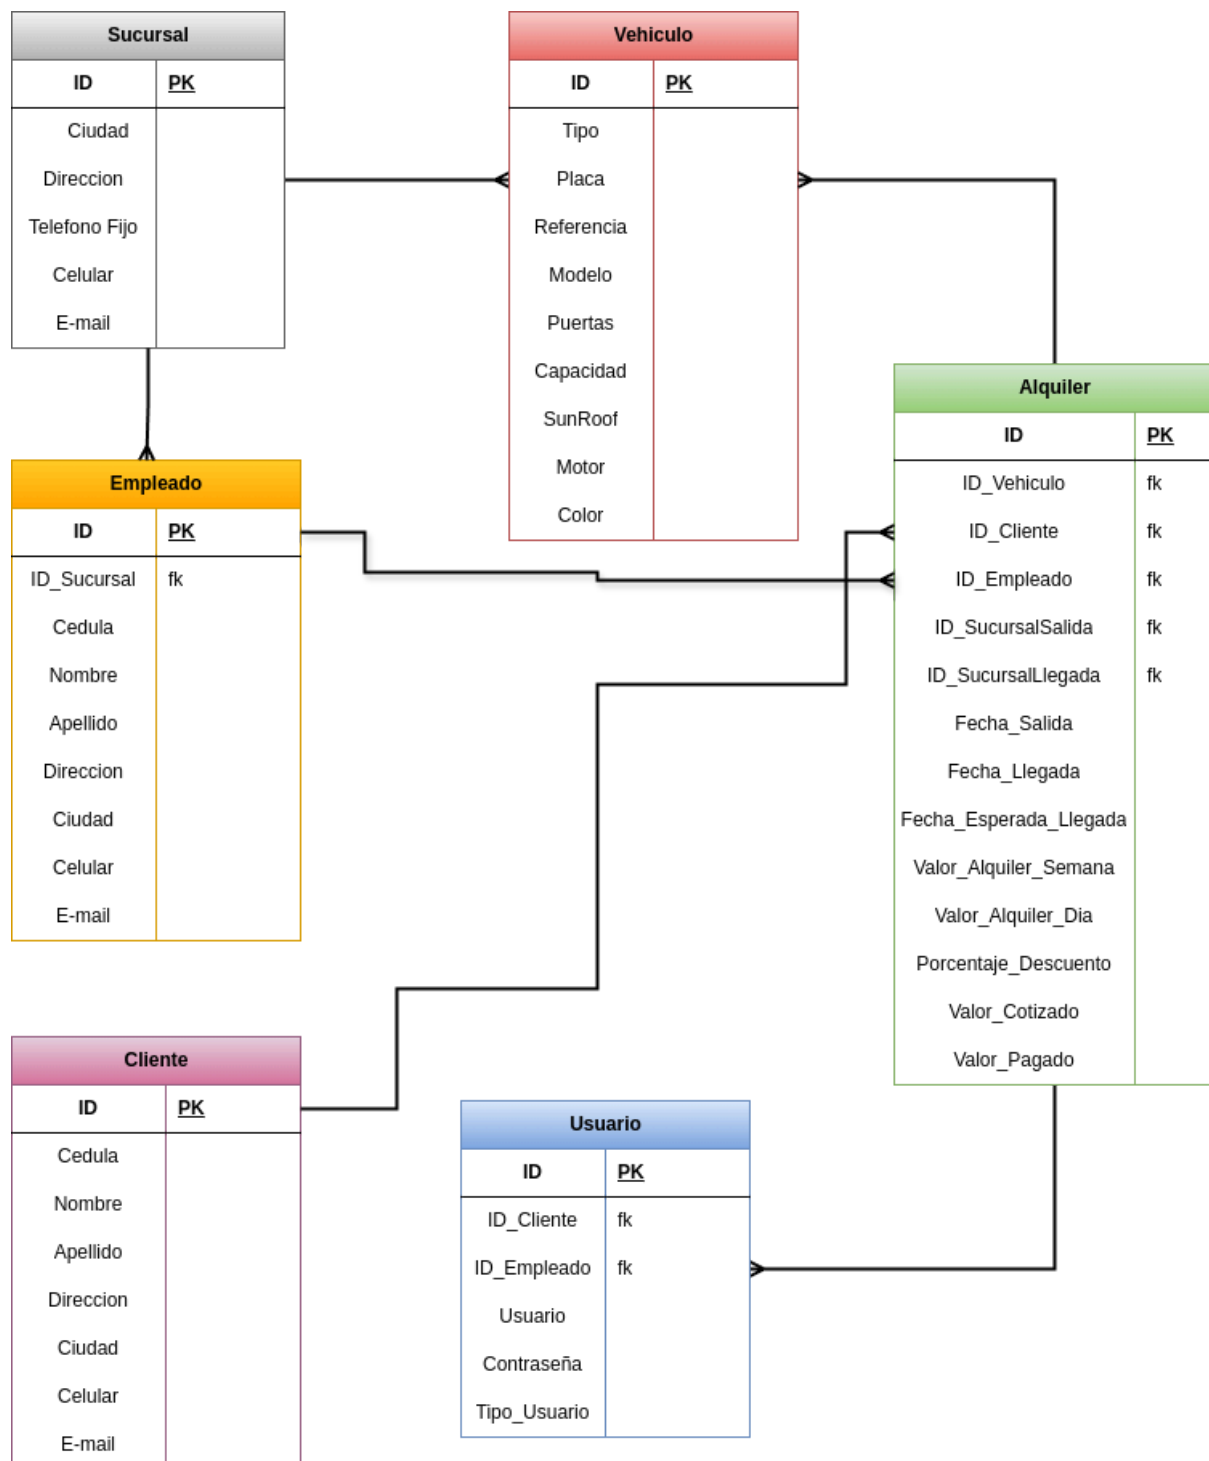 Sucursal
ID PK
Ciudad
Direccion
Telefono Fijo
Celular
E-mail
Vehiculo
ID PK
Tipo
Placa
Referencia
Modelo
Puertas
Capacidad
SunRoof
Motor
Color
Alquiler
ID PK
ID_Vehiculo fk
ID_Cliente fk
ID_Empleado fk
ID_SucursalSalida fk
ID_SucursalLlegada fk
Fecha_Salida
Fecha_Llegada
Fecha_Esperada_Llegada
Valor_Alquiler_Semana
Valor_Alquiler_Dia
Porcentaje_Descuento
Valor_Cotizado
Valor_Pagado
Empleado
ID PK
ID_Sucursal fk
Cedula
Nombre
Apellido
Direccion
Ciudad
Celular
E-mail
Cliente
ID PK
Cedula
Nombre
Apellido
Direccion
Ciudad
Celular
E-mail
Usuario
ID PK
ID_Cliente fk
ID_Empleado fk
Usuario
Contraseña
Tipo_Usuario